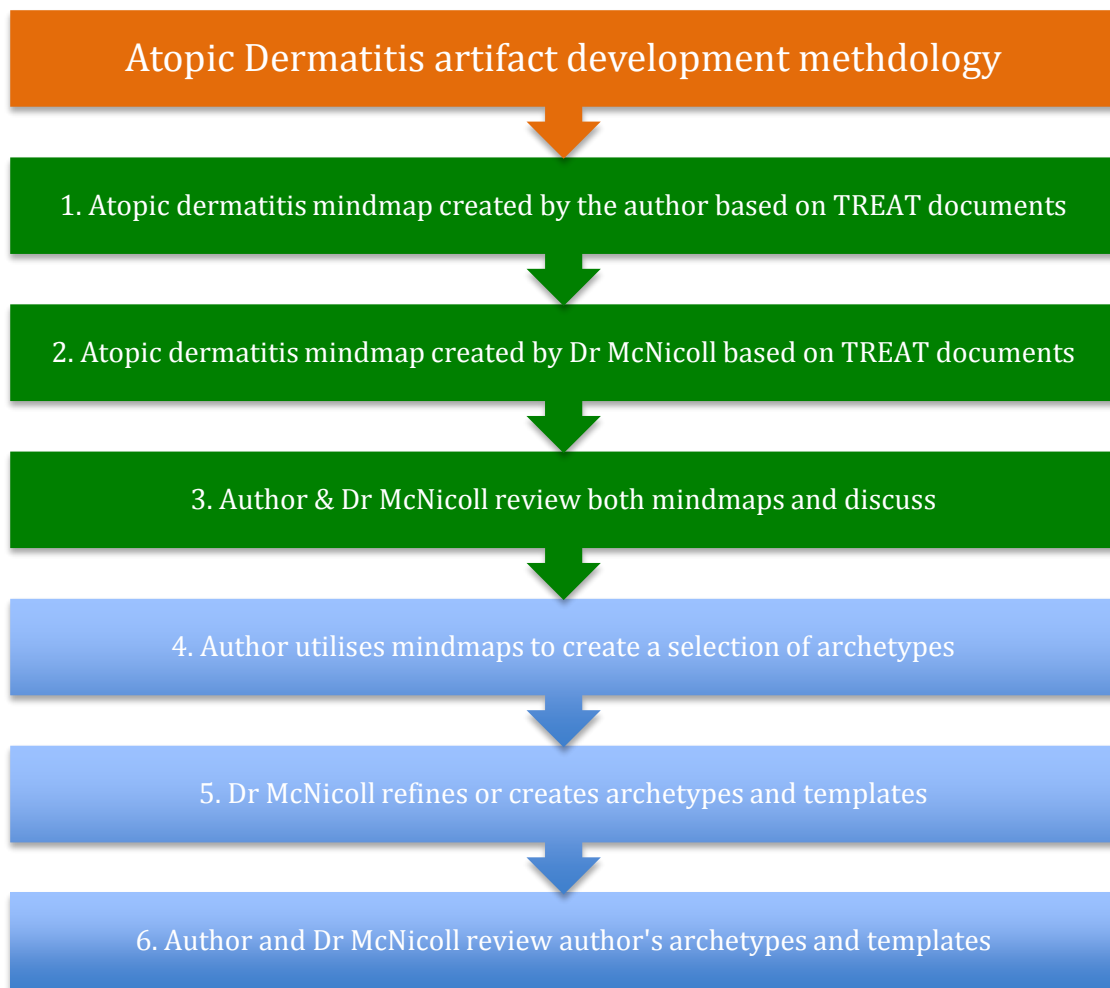 Atopic Dermatitis artifact development methdology
1. Atopic dermatitis mindmap created by the author based on TREAT documents
2. Atopic dermatitis mindmap created by Dr McNicoll based on TREAT documents
3. Author & Dr McNicoll review both mindmaps and discuss
4. Author utilises mindmaps to create a selection of archetypes
5. Dr McNicoll refines or creates archetypes and templates
6. Author and Dr McNicoll review author's archetypes and templates